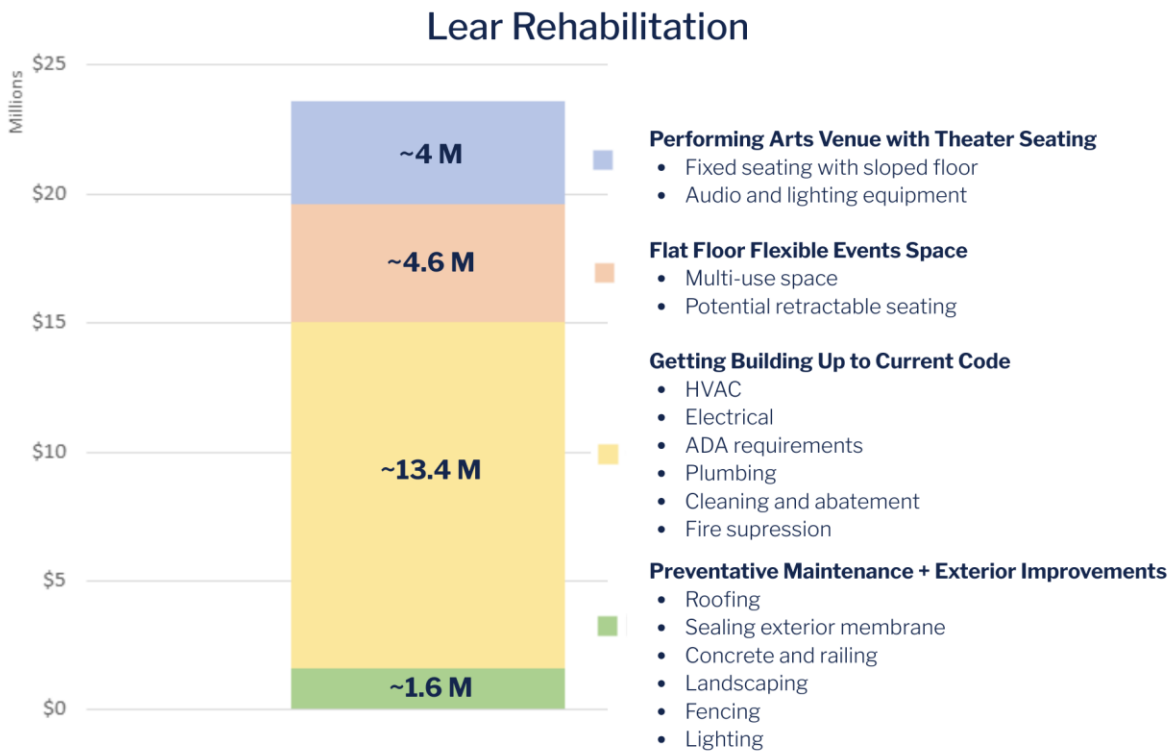 Lear Rehabilitation
Millions
$25
$20
$15
$10
$5
$0
~4 M
~4.6 M
~13.4 M
~1.6 M
Performing Arts Venue with Theater Seating
• Fixed seating with sloped floor
• Audio and lighting equipment
Flat Floor Flexible Events Space
• Multi-use space
• Potential retractable seating
Getting Building Up to Current Code
• HVAC
• Electrical
• ADA requirements
• Plumbing
• Cleaning and abatement
• Fire supression
Preventative Maintenance + Exterior Improvements
• Roofing
• Sealing exterior membrane
• Concrete and railing
• Landscaping
• Fencing
• Lighting